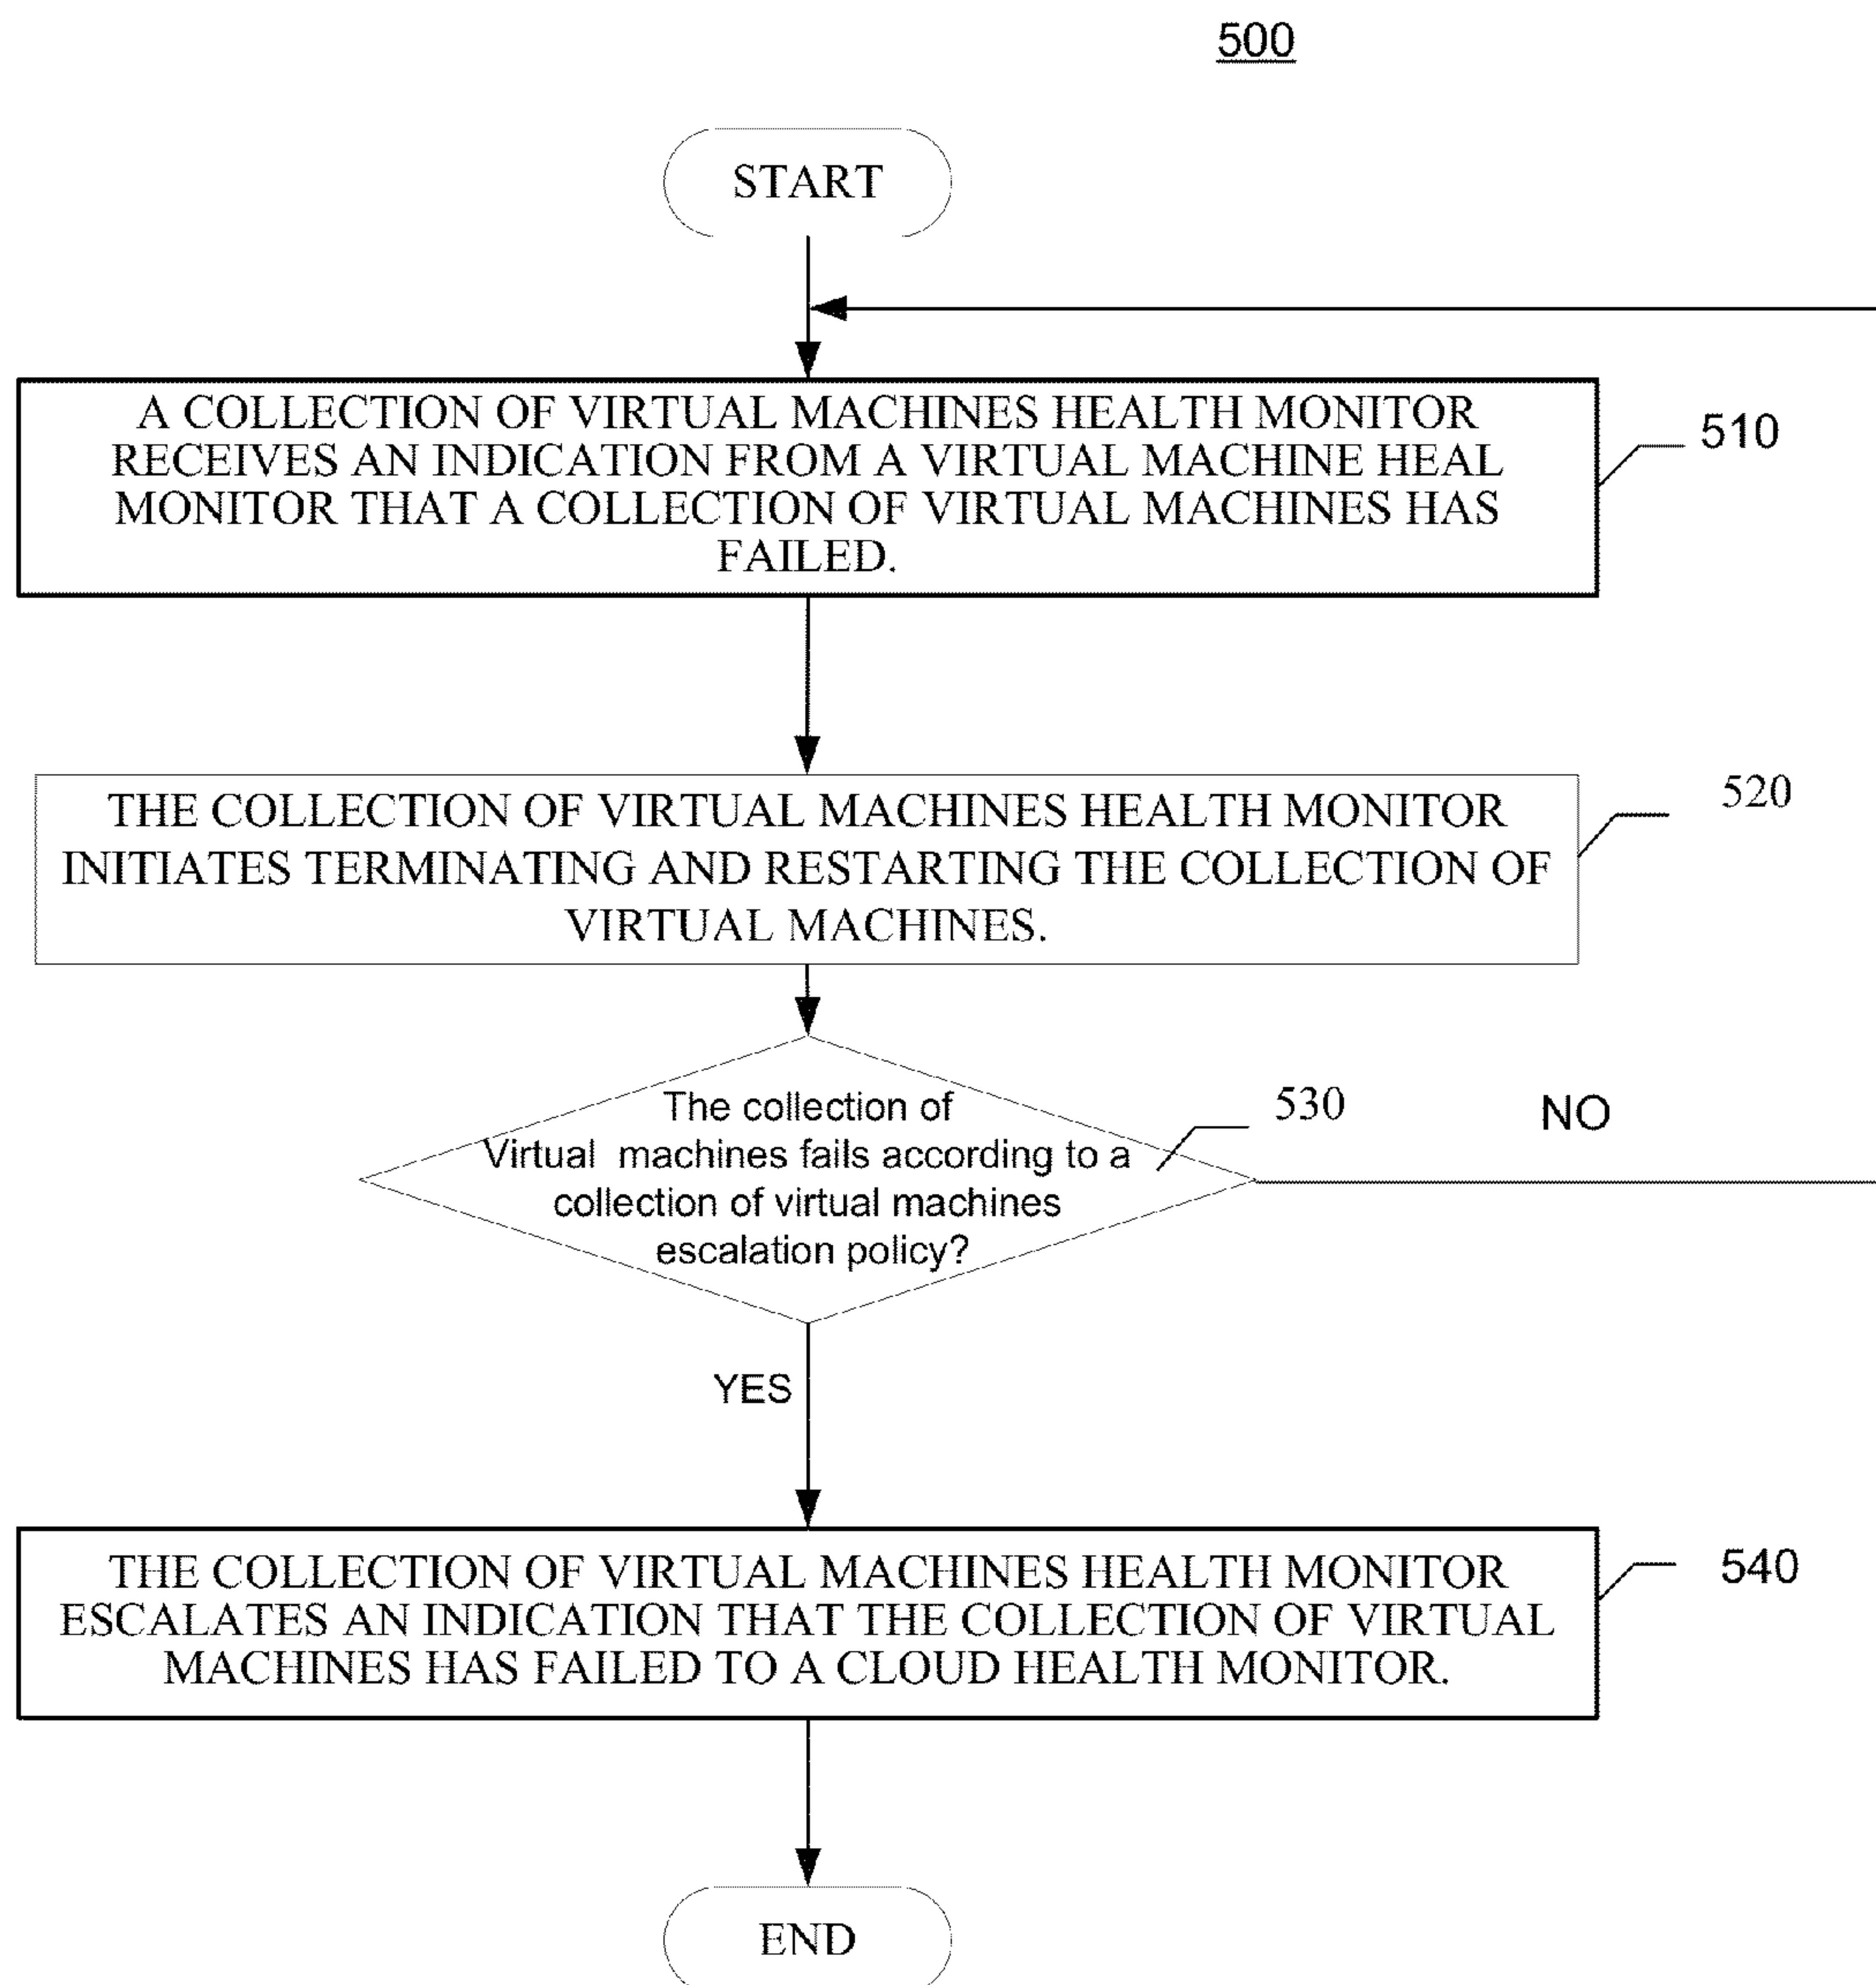 500
START
A COLLECTION OF VIRTUAL MACHINES HEALTH MONITOR
RECEIVES AN INDICATION FROM A VIRTUAL MACHINE HEAL
MONITOR THAT A COLLECTION OF VIRTUAL MACHINES HAS
FAILED.
510
THE COLLECTION OF VIRTUAL MACHINES HEALTH MONITOR
INITIATES TERMINATING AND RESTARTING THE COLLECTION OF
VIRTUAL MACHINES.
520
The collection of
Virtual machines fails according to a
collection of virtual machines
escalation policy?
530
NO
YES
THE COLLECTION OF VIRTUAL MACHINES HEALTH MONITOR
ESCALATES AN INDICATION THAT THE COLLECTION OF VIRTUAL
MACHINES HAS FAILED TO A CLOUD HEALTH MONITOR.
540
END